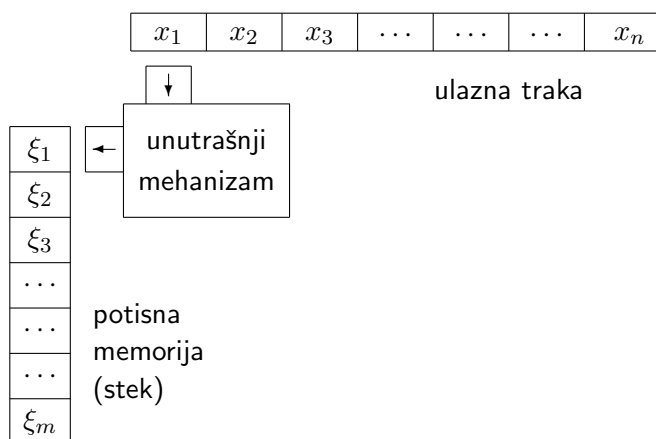 x₁ x₂ x₃ ⋯ ⋯ ⋯ xₙ
ulazna traka
unutrašnji
mehanizam
ξ₁
ξ₂
ξ₃
⋯
⋯
⋯
ξₘ
potisna
memorija
(stek)